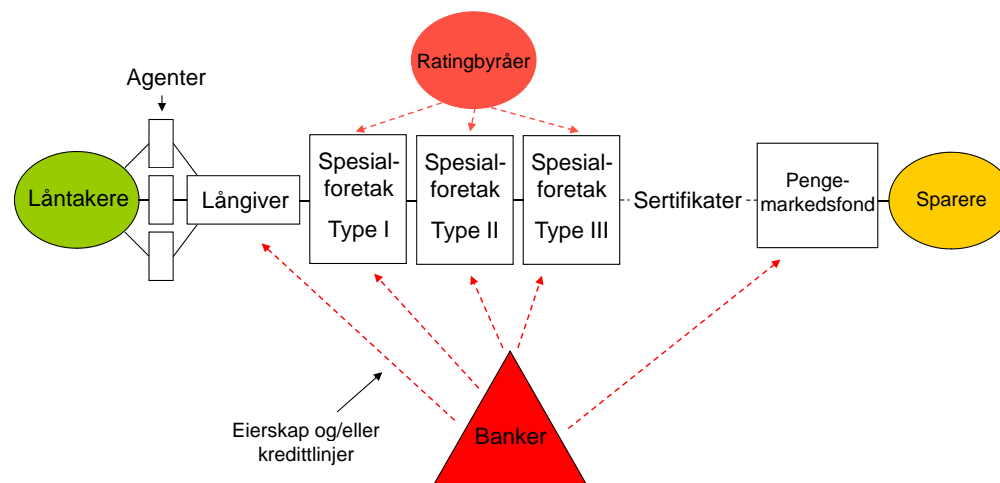 Ratingbyråer
Agenter
Låntakere
Långiver
Spesial-
foretak
Type I
Spesial-
foretak
Type II
Spesial-
foretak
Type III
Sertifikater
Penge-
markedsfond
Sparere
Eierskap og/eller
kredittlinjer
Banker